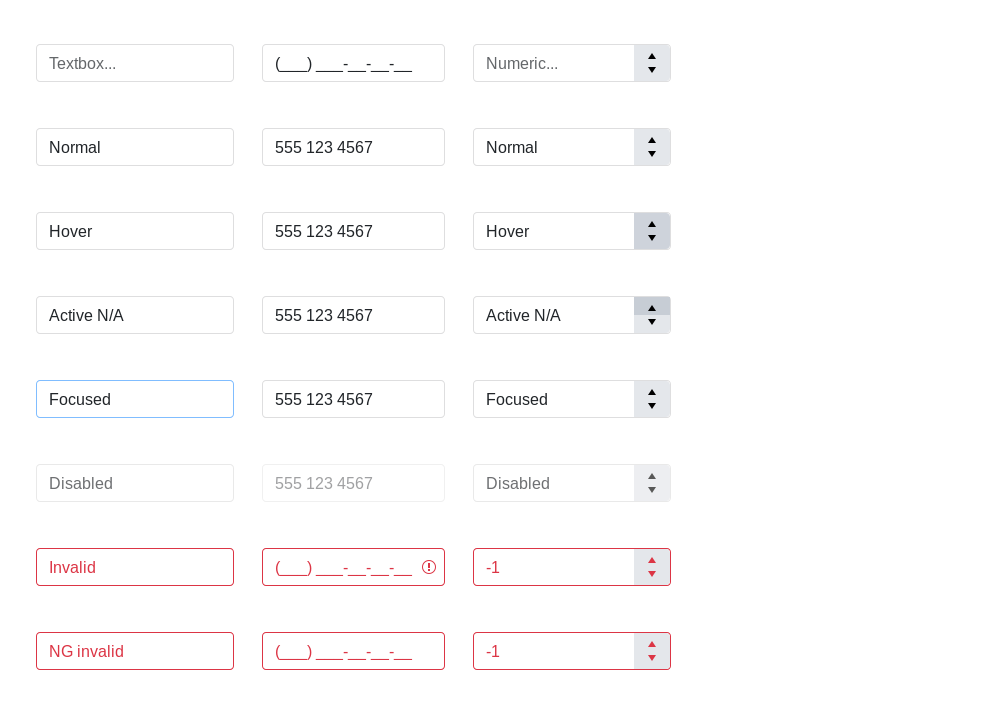 Textbox... (___) ___-__-__-__ Numeric...
Normal 555 123 4567 Normal
Hover 555 123 4567 Hover
Active N/A 555 123 4567 Active N/A
Focused 555 123 4567 Focused
Disabled 555 123 4567 Disabled
Invalid (___) ___-__-__-__ -1
NG invalid (___) ___-__-__-__ -1